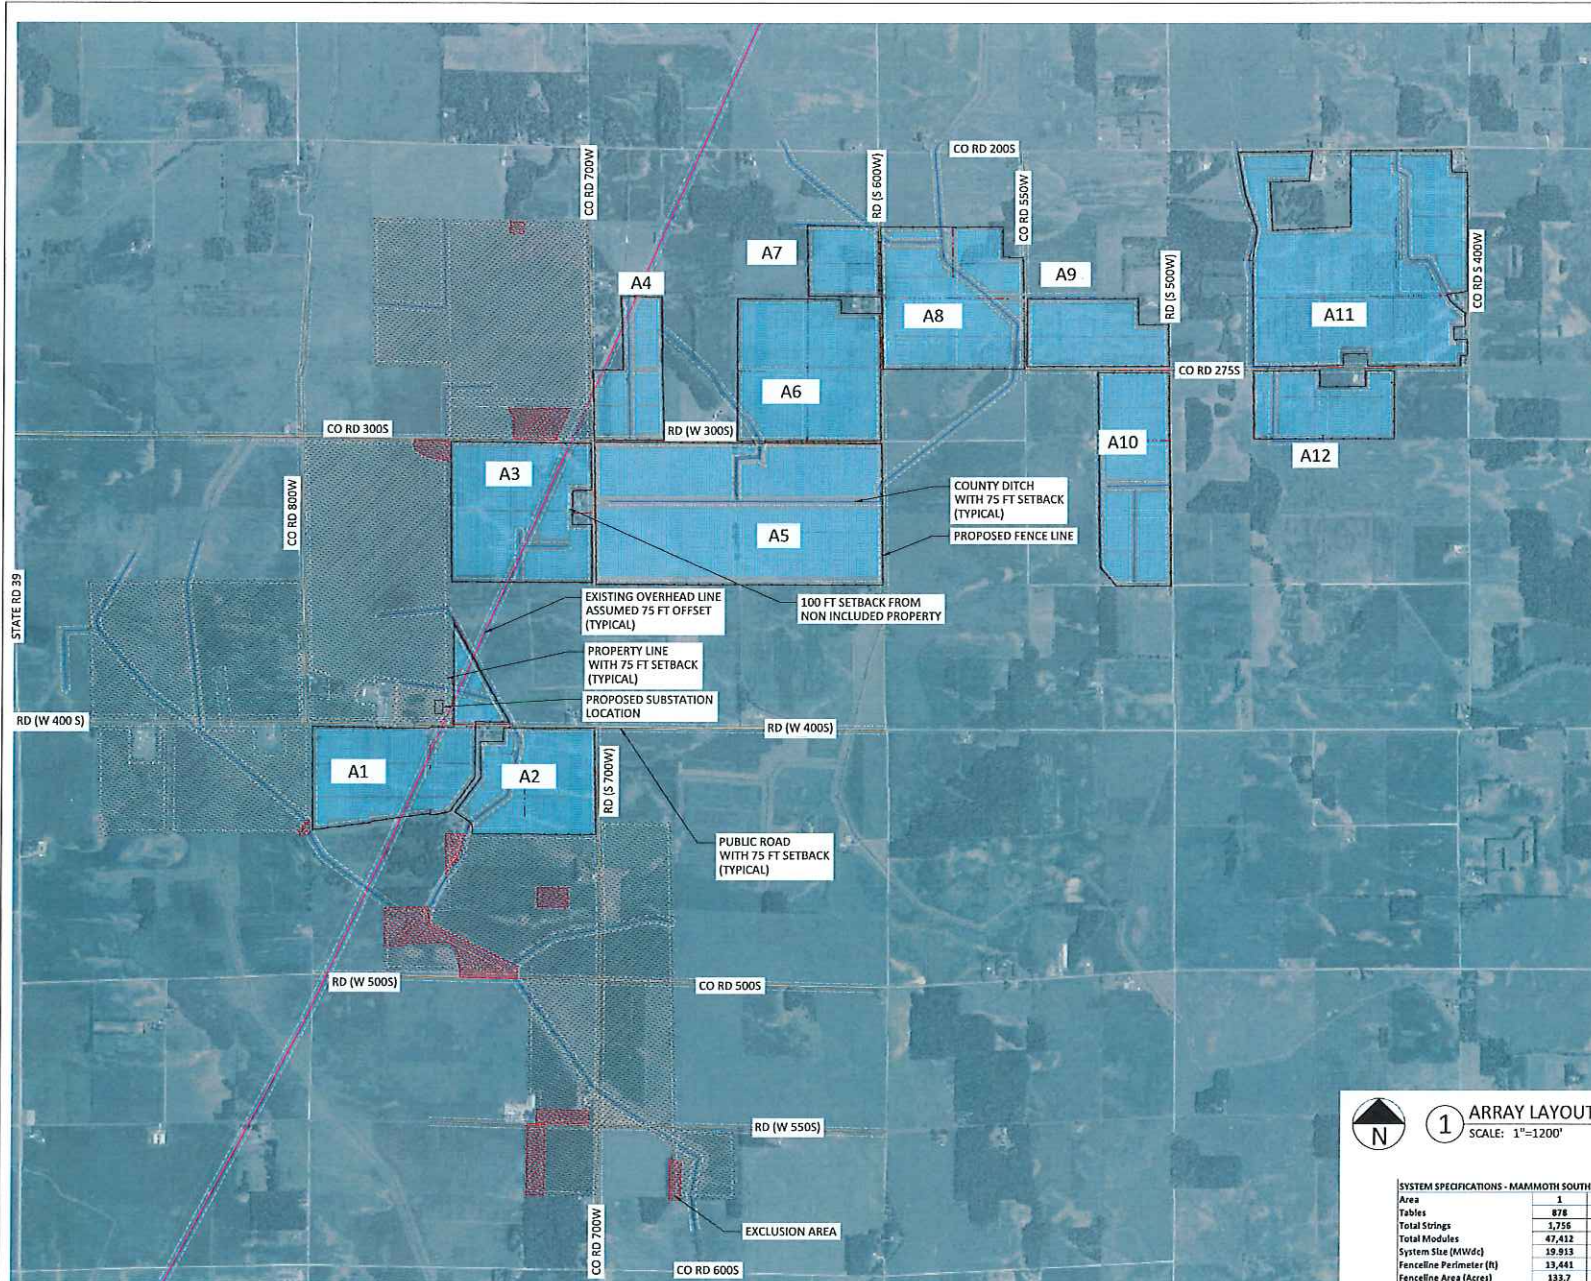 CO RD 200S
CO RD 700W
RD (S 600W)
CO RD 550W
A7
A4
A9
RD (S 500W)
CO RD S 400W
A8
A11
CO RD 275S
A6
CO RD 300S
RD (W 300S)
A10
A12
A3
CO RD 800W
COUNTY DITCH
WITH 75 FT SETBACK
(TYPICAL)
A5
PROPOSED FENCE LINE
STATE RD 39
EXISTING OVERHEAD LINE
ASSUMED 75 FT OFFSET
(TYPICAL)
100 FT SETBACK FROM
NON INCLUDED PROPERTY
PROPERTY LINE
WITH 75 FT SETBACK
(TYPICAL)
PROPOSED SUBSTATION
LOCATION
RD (W 400 S)
RD (W 400S)
A1
A2
RD (S 700W)
PUBLIC ROAD
WITH 75 FT SETBACK
(TYPICAL)
RD (W 500S)
CO RD 500S
RD (W 550S)
EXCLUSION AREA
CO RD 700W
CO RD 600S
N
1
ARRAY LAYOUT
SCALE: 1"=1200'
SYSTEM SPECIFICATIONS - MAMMOTH SOUTH
Area 1
Tables 878
Total Strings 1,756
Total Modules 47,412
System Size (MWdc) 19.913
Fenceline Perimeter (ft) 13,441
Fenceline Area (Acres) 133.7